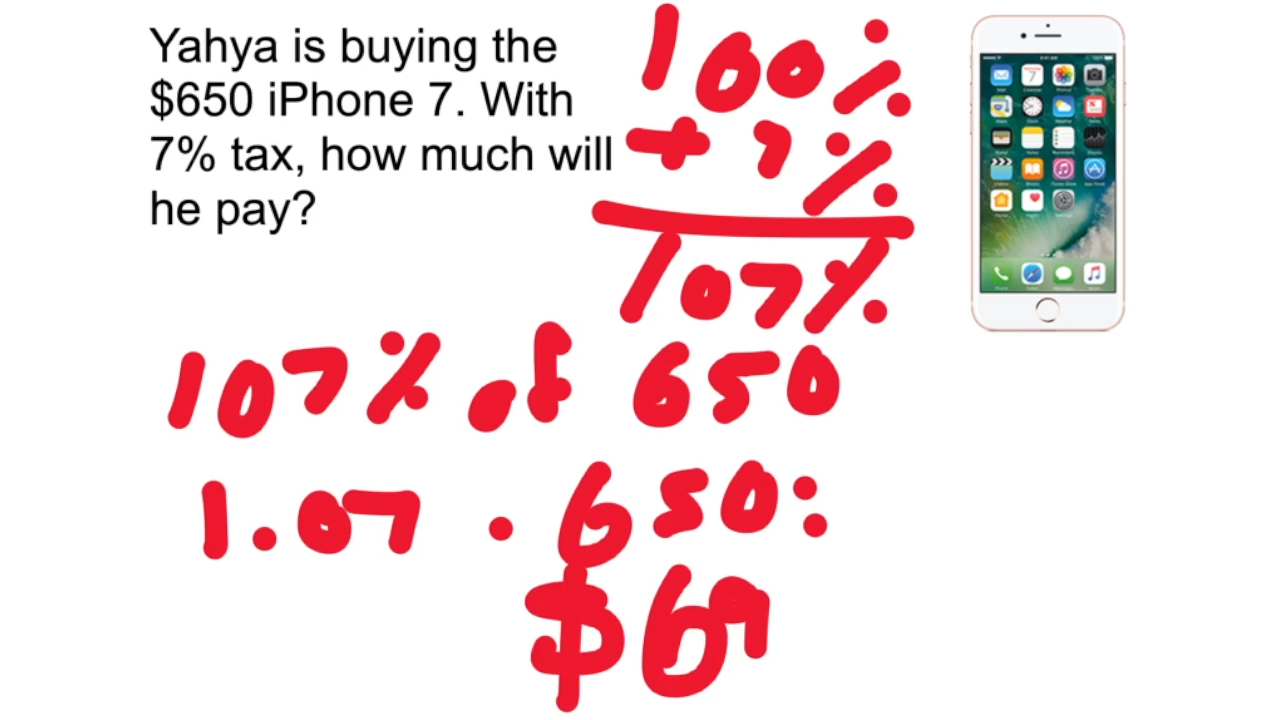 Yahya is buying the
$650 iPhone 7. With
7% tax, how much will
he pay?
100%
+ 7%
107%
107% of 650
1.07 · 650:
$69